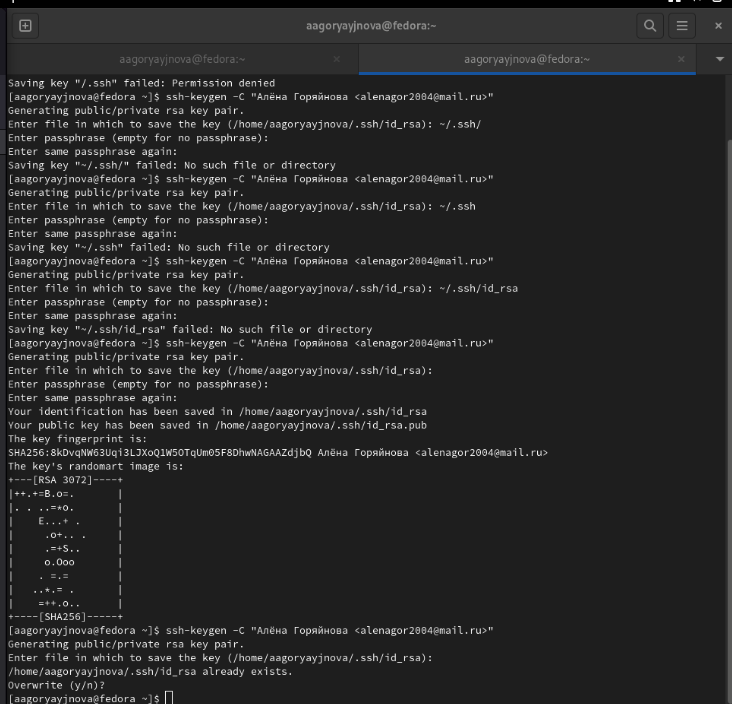 aagoryayjnova@fedora:~
aagoryayjnova@fedora:~ aagoryayjnova@fedora:~
Saving key "/.ssh" failed: Permission denied
[aagoryayjnova@fedora ~]$ ssh-keygen -C "Алёна Горяйнова <alenagor2004@mail.ru>"
Generating public/private rsa key pair.
Enter file in which to save the key (/home/aagoryayjnova/.ssh/id_rsa): ~/.ssh/
Enter passphrase (empty for no passphrase):
Enter same passphrase again:
Saving key "~/.ssh/" failed: No such file or directory
[aagoryayjnova@fedora ~]$ ssh-keygen -C "Алёна Горяйнова <alenagor2004@mail.ru>"
Generating public/private rsa key pair.
Enter file in which to save the key (/home/aagoryayjnova/.ssh/id_rsa): ~/.ssh
Enter passphrase (empty for no passphrase):
Enter same passphrase again:
Saving key "~/.ssh" failed: No such file or directory
[aagoryayjnova@fedora ~]$ ssh-keygen -C "Алёна Горяйнова <alenagor2004@mail.ru>"
Generating public/private rsa key pair.
Enter file in which to save the key (/home/aagoryayjnova/.ssh/id_rsa): ~/.ssh/id_rsa
Enter passphrase (empty for no passphrase):
Enter same passphrase again:
Saving key "~/.ssh/id_rsa" failed: No such file or directory
[aagoryayjnova@fedora ~]$ ssh-keygen -C "Алёна Горяйнова <alenagor2004@mail.ru>"
Generating public/private rsa key pair.
Enter file in which to save the key (/home/aagoryayjnova/.ssh/id_rsa):
Enter passphrase (empty for no passphrase):
Enter same passphrase again:
Your identification has been saved in /home/aagoryayjnova/.ssh/id_rsa
Your public key has been saved in /home/aagoryayjnova/.ssh/id_rsa.pub
The key fingerprint is:
SHA256:8kDvqNW63Uqi3LJXoQ1W5OTqUm05F8DhwNAGAAZdjbQ Алёна Горяйнова <alenagor2004@mail.ru>
The key's randomart image is:
+---[RSA 3072]----+
|++.+=B.o=.       |
|. . ..=*o.       |
|    E...+ .      |
|     .o+.. .     |
|     .=+S..      |
|     o.Ooo       |
|    . =.=        |
|   ..*.= .       |
|    =++.o..      |
+----[SHA256]-----+
[aagoryayjnova@fedora ~]$ ssh-keygen -C "Алёна Горяйнова <alenagor2004@mail.ru>"
Generating public/private rsa key pair.
Enter file in which to save the key (/home/aagoryayjnova/.ssh/id_rsa):
/home/aagoryayjnova/.ssh/id_rsa already exists.
Overwrite (y/n)?
[aagoryayjnova@fedora ~]$